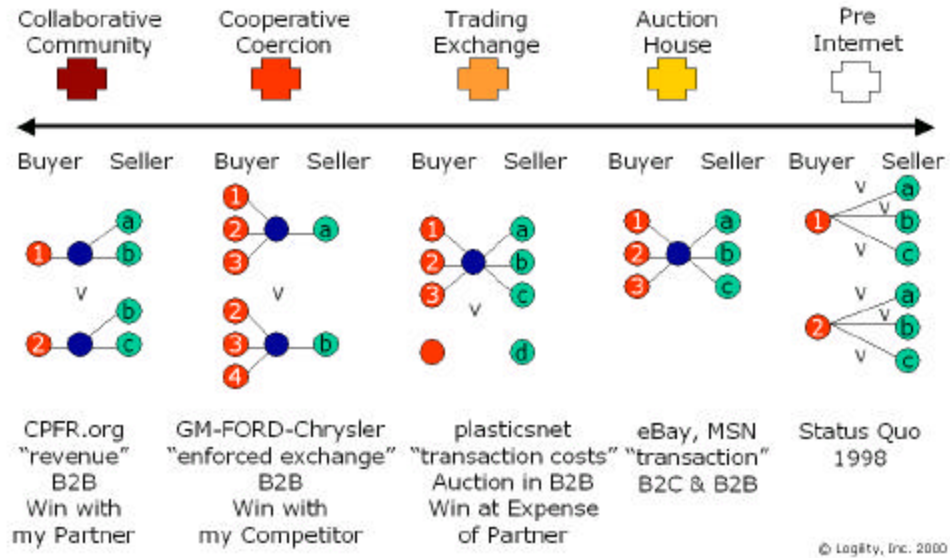 Collaborative Community
Cooperative Coercion
Trading Exchange
Auction House
Pre Internet
Buyer Seller
Buyer Seller
Buyer Seller
Buyer Seller
Buyer Seller
1 a b
v
2 b c
1 2 3 a
v
2 3 4 b
1 2 3 a b c
v
d
1 2 3 a b c
1 v a v b v c
2 v a v b v c
CPFR.org
"revenue"
B2B
Win with
my Partner
GM-FORD-Chrysler
"enforced exchange"
B2B
Win with
my Competitor
plasticsnet
"transaction costs"
Auction in B2B
Win at Expense
of Partner
eBay, MSN
"transaction"
B2C & B2B
Status Quo
1998
© Logility, Inc. 2000